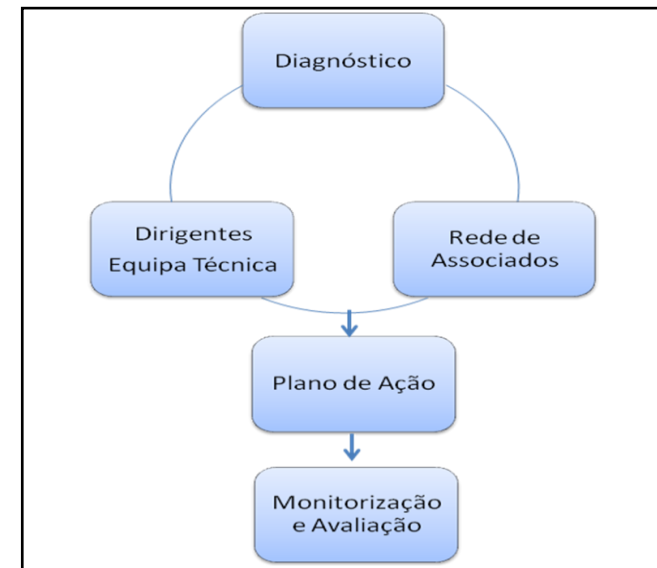 Diagnóstico
Dirigentes
Equipa Técnica
Rede de
Associados
Plano de Ação
Monitorização
e Avaliação